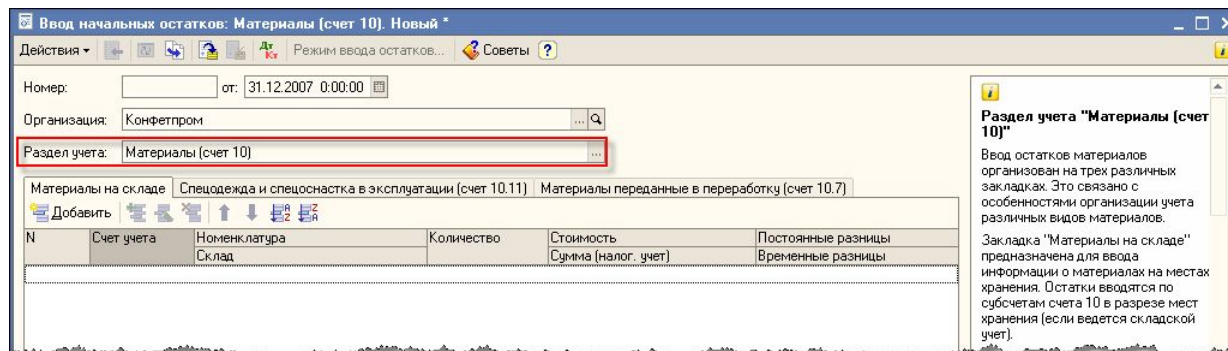 Ввод начальных остатков: Материалы (счет 10). Новый *
Действия Дт Кт Режим ввода остатков... Советы ?
Номер: от: 31.12.2007 0:00:00
Организация: Конфетпром ...
Раздел учета: Материалы (счет 10) ...
Материалы на складе Спецодежда и спецоснастка в эксплуатации (счет 10.11) Материалы переданные в переработку (счет 10.7)
Добавить
N Счет учета Номенклатура Количество Стоимость Постоянные разницы
Склад Сумма (налог. учет) Временные разницы
Раздел учета "Материалы (счет
10)"
Ввод остатков материалов
организован на трех различных
закладках. Это связано с
особенностями организации учета
различных видов материалов.
Закладка "Материалы на складе"
предназначена для ввода
информации о материалах на местах
хранения. Остатки вводятся по
субсчетам счета 10 в разрезе мест
хранения (если ведется складской
учет).